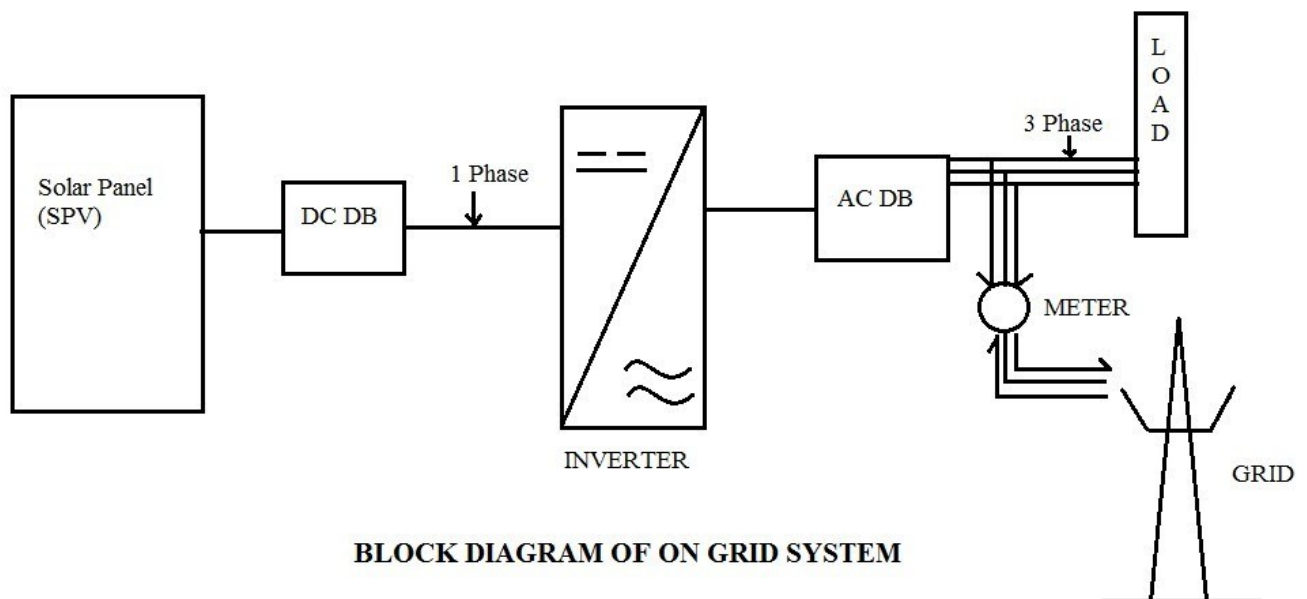 Solar Panel
(SPV)
DC DB
1 Phase
INVERTER
AC DB
3 Phase
LOAD
METER
GRID
BLOCK DIAGRAM OF ON GRID SYSTEM